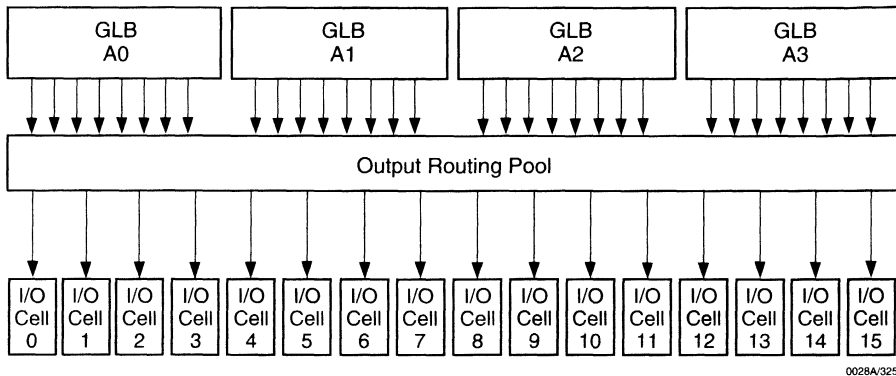 GLB
A0
GLB
A1
GLB
A2
GLB
A3
Output Routing Pool
I/O
Cell
0
I/O
Cell
1
I/O
Cell
2
I/O
Cell
3
I/O
Cell
4
I/O
Cell
5
I/O
Cell
6
I/O
Cell
7
I/O
Cell
8
I/O
Cell
9
I/O
Cell
10
I/O
Cell
11
I/O
Cell
12
I/O
Cell
13
I/O
Cell
14
I/O
Cell
15